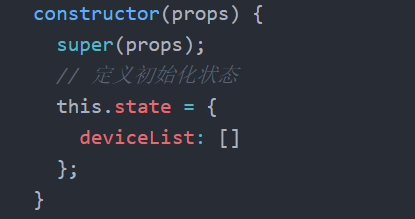 constructor(props) {
super(props);
// 定义初始化状态
this.state = {
deviceList: []
};
}